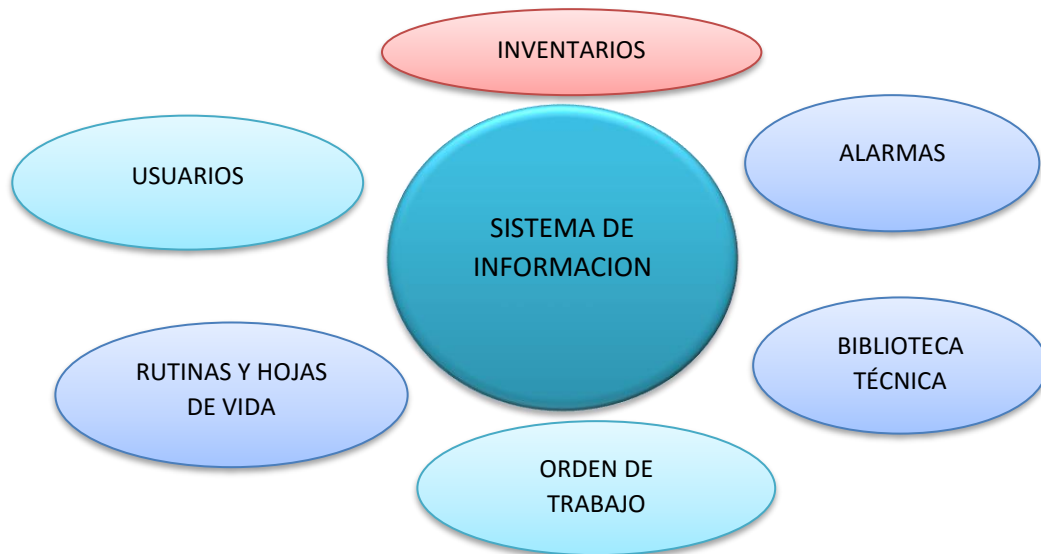 INVENTARIOS
ALARMAS
USUARIOS
SISTEMA DE
INFORMACION
BIBLIOTECA
TÉCNICA
RUTINAS Y HOJAS
DE VIDA
ORDEN DE
TRABAJO